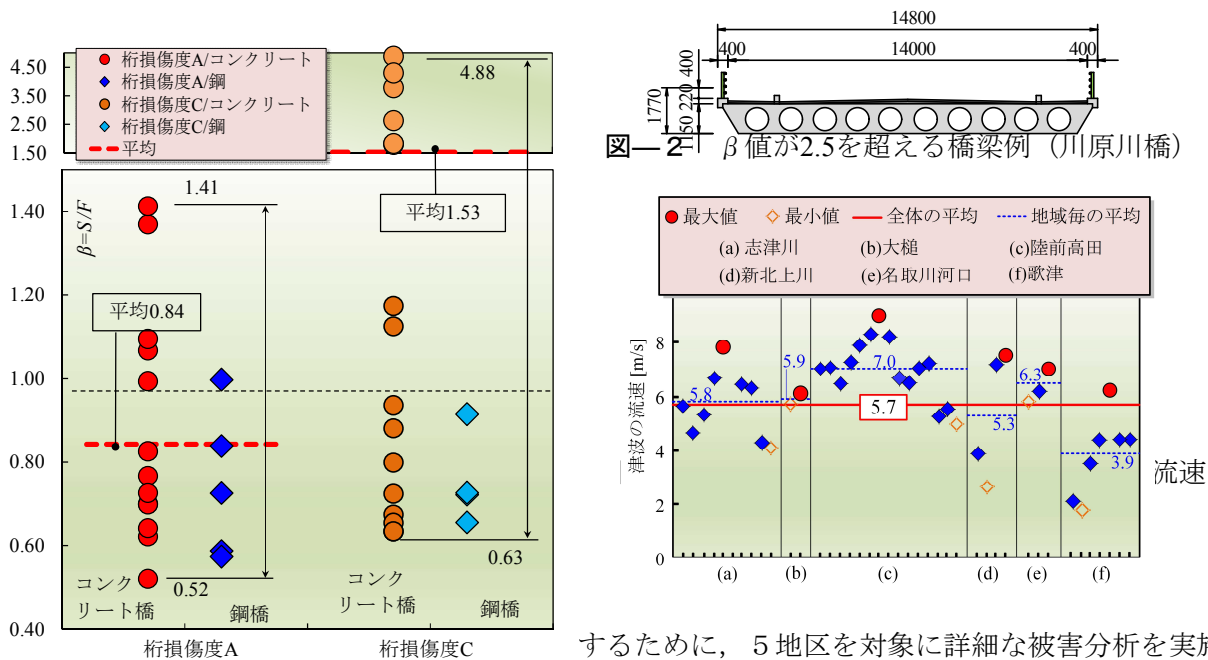 桁損傷度A/コンクリート
桁損傷度A/鋼
桁損傷度C/コンクリート
桁損傷度C/鋼
平均
4.50
3.50
2.50
1.50
4.88
1.40
1.20
1.00
0.80
0.60
0.40
β=S/F
1.41
平均0.84
平均1.53
0.52
0.63
コンク
リート橋
鋼橋
コンク
リート橋
鋼橋
桁損傷度A
桁損傷度C
14800
400
14000
400
1770
400
220
1150
図―2 β値が2.5を超える橋梁例(川原川橋)
最大値 最小値 全体の平均 地域毎の平均
(a) 志津川 (b)大槌 (c)陸前高田
(d)新北上川 (e)名取川河口 (f)歌津
津波の流速 [m/s]
8
6
4
2
0
5.8
5.9
7.0
5.7
5.3
6.3
3.9
(a) (b) (c) (d) (e) (f)
流速
するために,5地区を対象に詳細な被害分析を実施